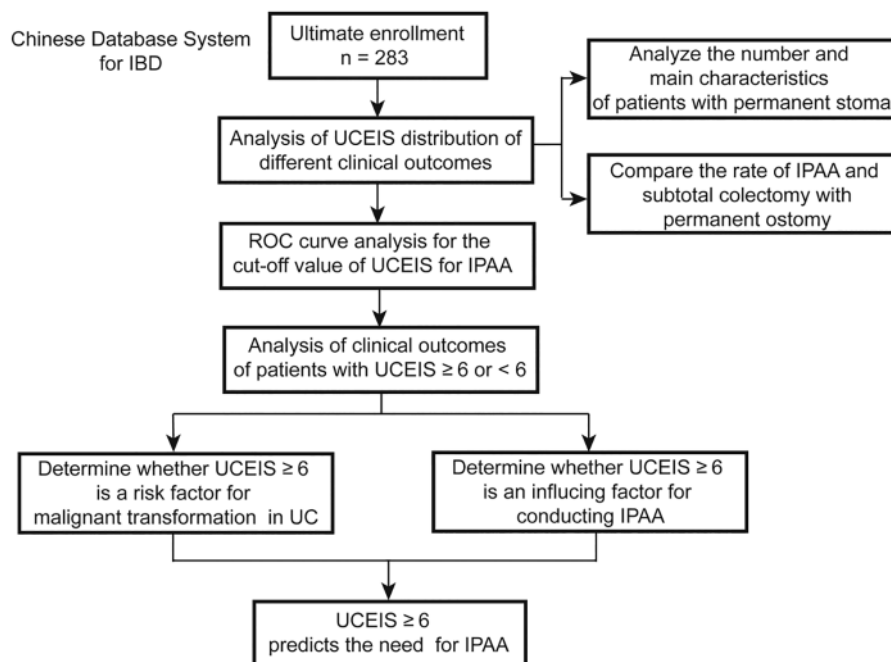 Chinese Database System
for IBD
Ultimate enrollment
n = 283
Analyze the number and
main characteristics
of patients with permanent stoma
Analysis of UCEIS distribution of
different clinical outcomes
Compare the rate of IPAA and
subtotal colectomy with
permanent ostomy
ROC curve analysis for the
cut-off value of UCEIS for IPAA
Analysis of clinical outcomes
of patients with UCEIS ≥ 6 or < 6
Determine whether UCEIS ≥ 6
is a risk factor for
malignant transformation in UC
Determine whether UCEIS ≥ 6
is an influcing factor for
conducting IPAA
UCEIS ≥ 6
predicts the need for IPAA